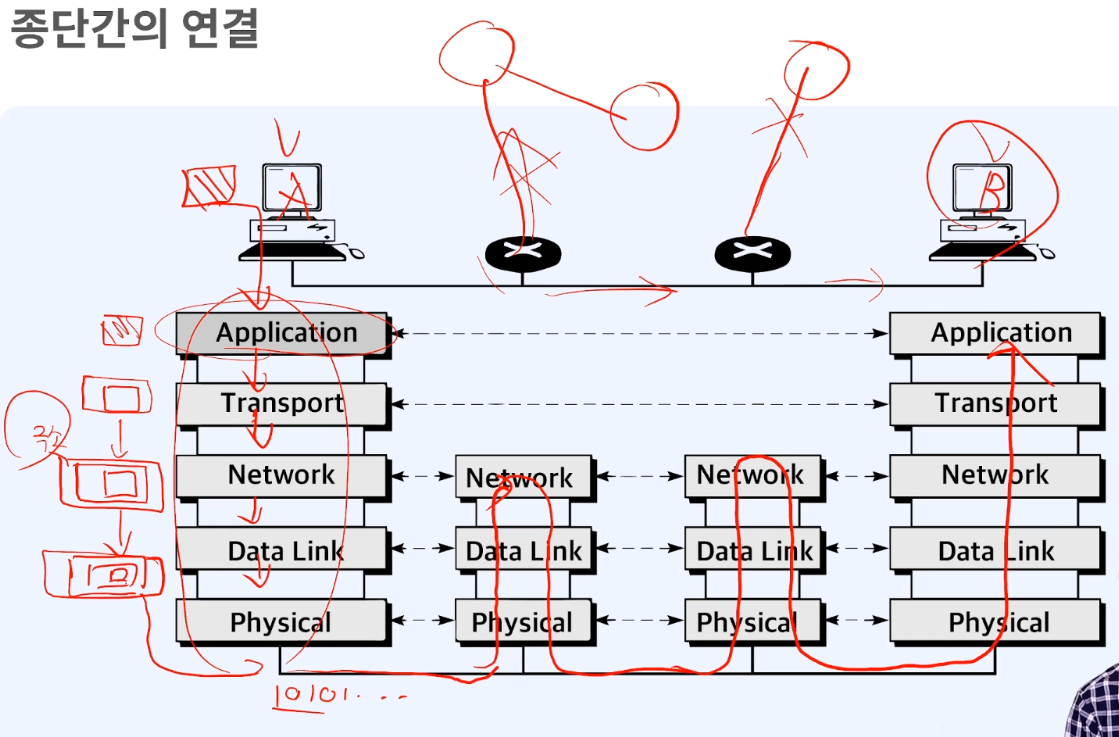 종단간의 연결
A
B
Application
Application
Transport
Transport
Network
Network
Network
Network
Data Link
Data Link
Data Link
Data Link
Physical
Physical
Physical
Physical
10101....